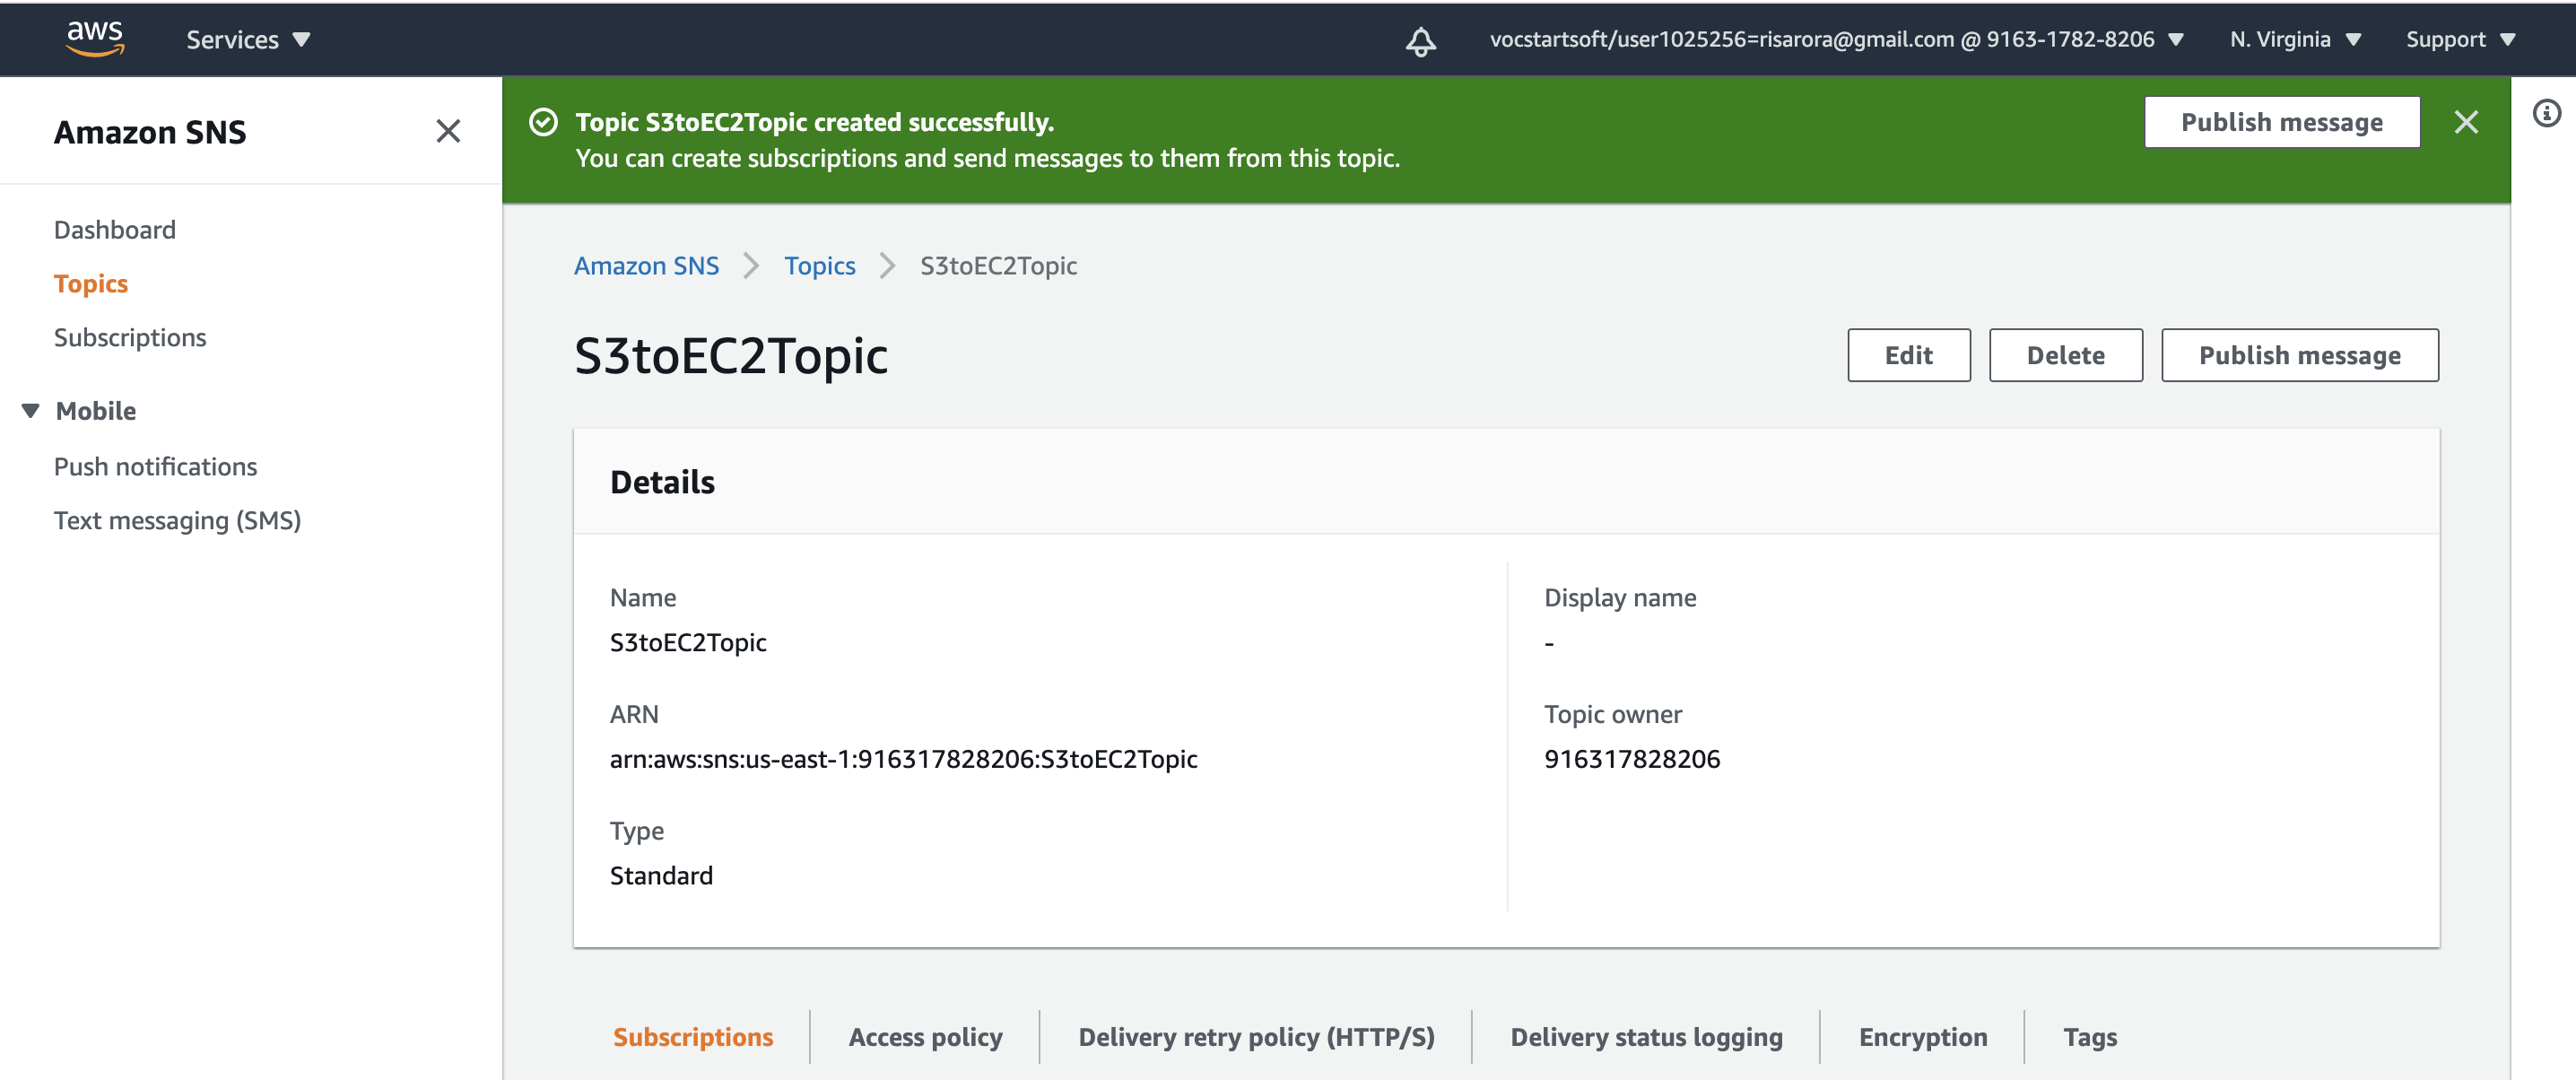 aws
Services
vocstartsoft/user1025256=risarora@gmail.com @ 9163-1782-8206
N. Virginia
Support
Amazon SNS
Dashboard
Topics
Subscriptions
Mobile
Push notifications
Text messaging (SMS)
Topic S3toEC2Topic created successfully.
You can create subscriptions and send messages to them from this topic.
Publish message
Amazon SNS
Topics
S3toEC2Topic
S3toEC2Topic
Edit
Delete
Publish message
Details
Name
S3toEC2Topic
ARN
arn:aws:sns:us-east-1:916317828206:S3toEC2Topic
Type
Standard
Display name
-
Topic owner
916317828206
Subscriptions
Access policy
Delivery retry policy (HTTP/S)
Delivery status logging
Encryption
Tags